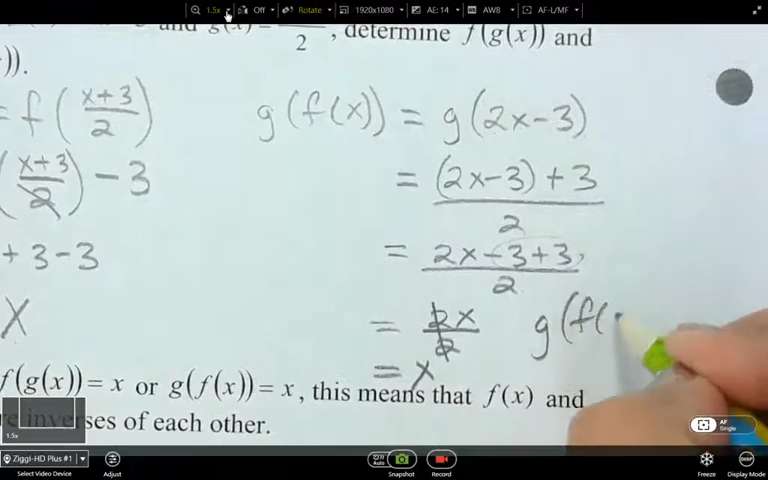 1.5x Off Rotate 1920x1080 AE: 14 AWB AF-L/MF
2 , determine f(g(x)) and
)).
= f ( x+3 / 2 ) g(f(x)) = g(2x-3)
( x+3 / 2 ) - 3 = (2x-3)+3 / 2
+ 3 - 3 = 2x-3+3 / 2
x = 2x / 2 g(f(
= x
f(g(x)) = x or g(f(x)) = x, this means that f(x) and
inverses of each other.
1.5x
AF Single
Ziggi-HD Plus #1 Auto
Select Video Device Adjust Snapshot Record Freeze Display Mode